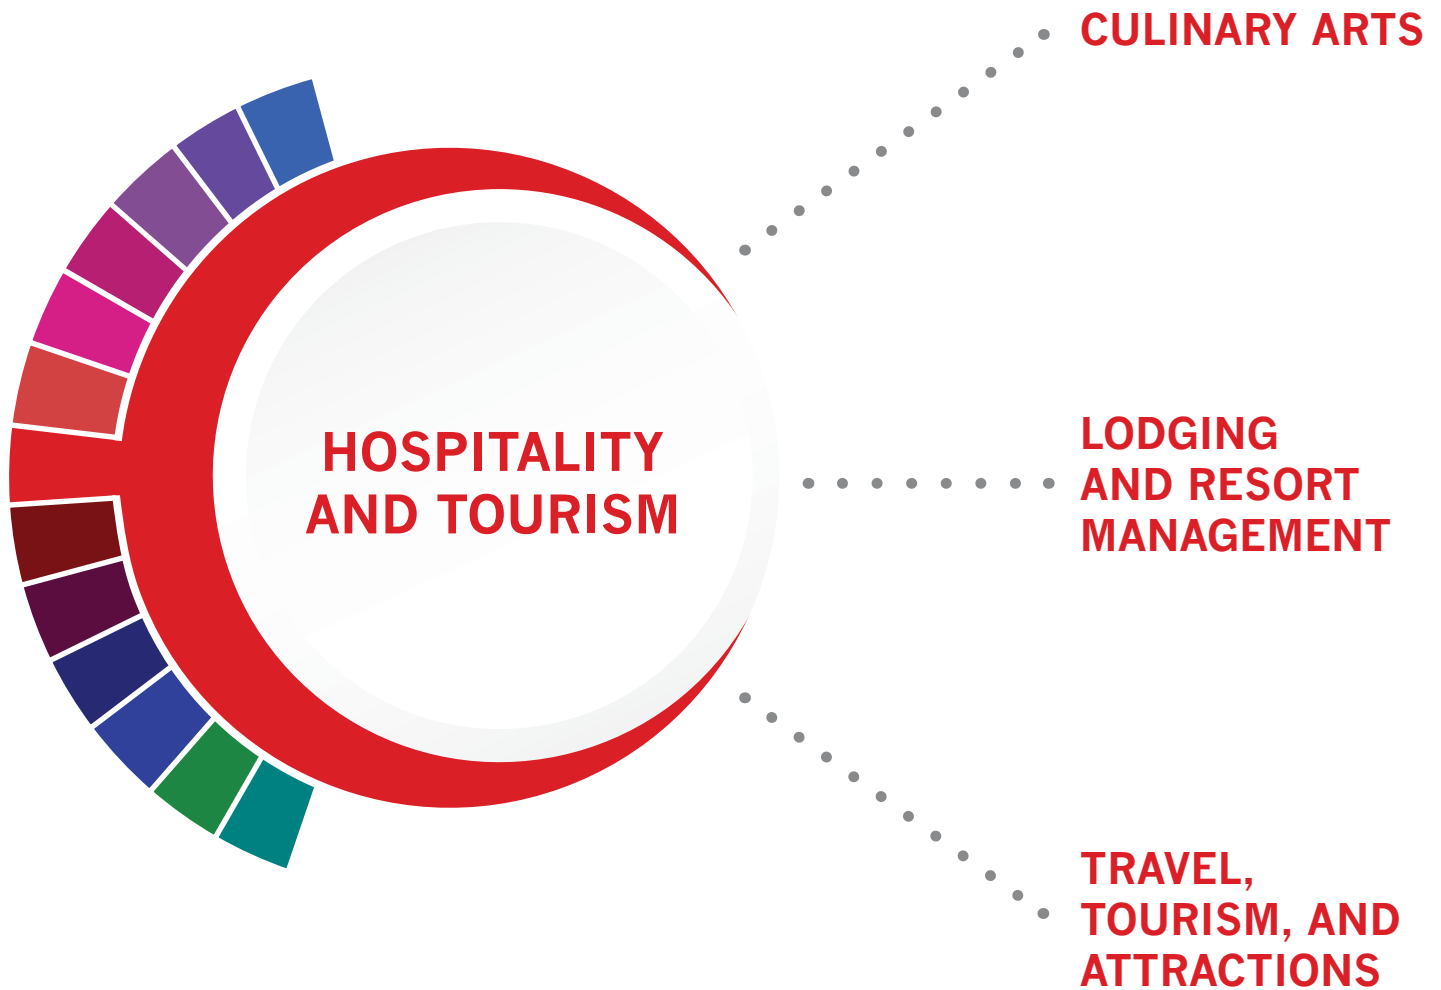 CULINARY ARTS
HOSPITALITY
AND TOURISM
LODGING
AND RESORT
MANAGEMENT
TRAVEL,
TOURISM, AND
ATTRACTIONS